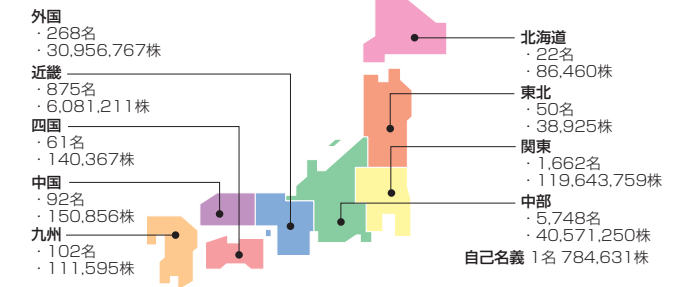 外国
・268名
・30,956,767株
近畿
・875名
・6,081,211株
四国
・61名
・140,367株
中国
・92名
・150,856株
九州
・102名
・111,595株
北海道
・22名
・86,460株
東北
・50名
・38,925株
関東
・1,662名
・119,643,759株
中部
・5,748名
・40,571,250株
自己名義 1名 784,631株